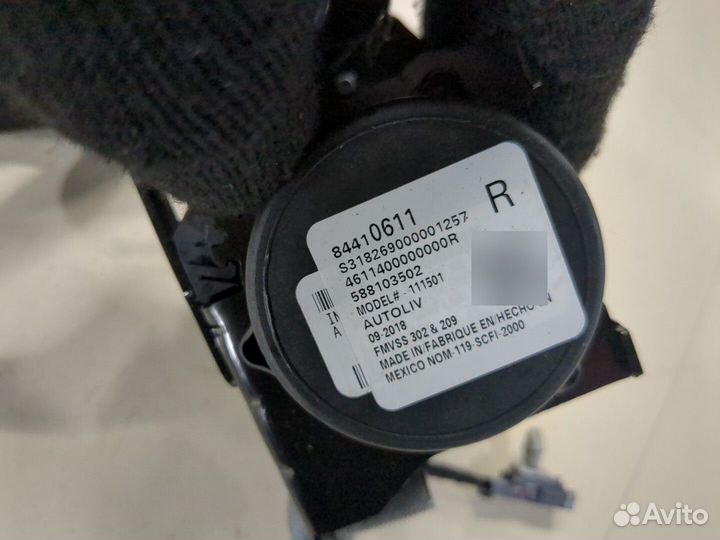 84410611
R
S318269000001257
4611400000000R
588103502
MODEL# -111501
AUTOLIV
09-2018
FMVSS 302 & 209
MADE IN/FABRIQUE EN/HECHO EN
MEXICO NOM-119-SCFI-2000
Avito